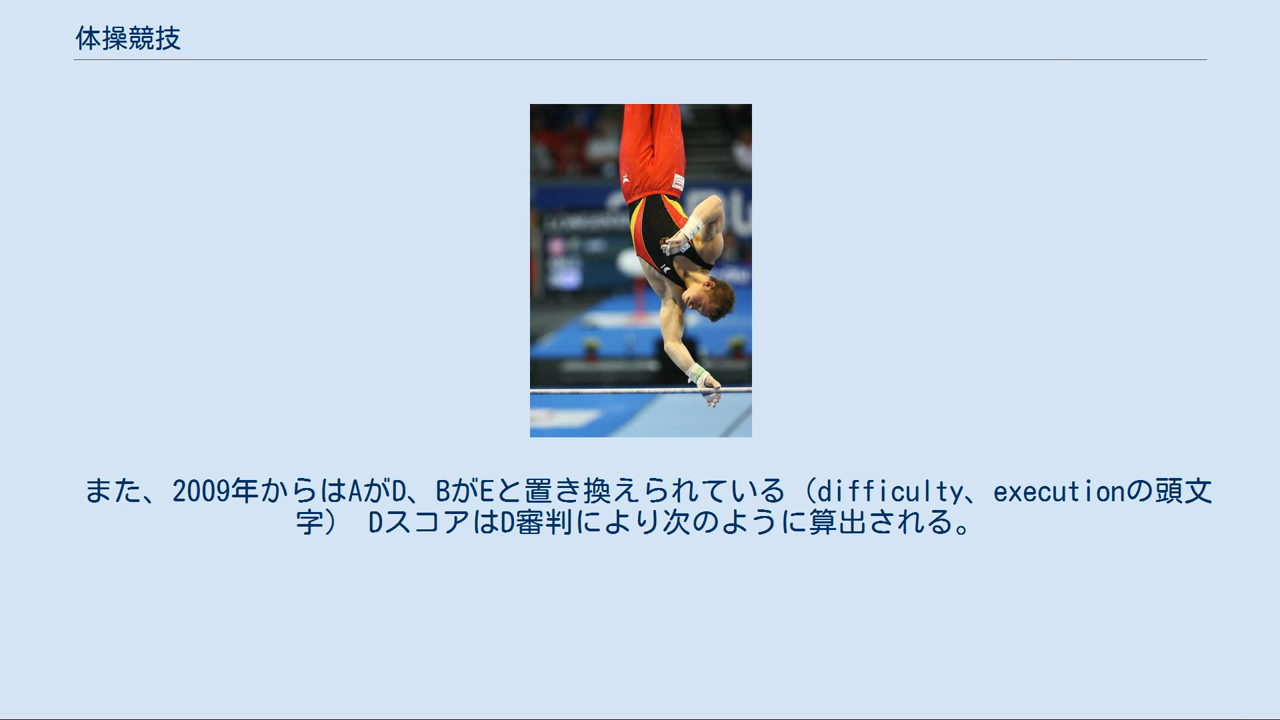 体操競技
また、2009年からはAがD、BがEと置き換えられている（difficulty、executionの頭文
字） DスコアはD審判により次のように算出される。